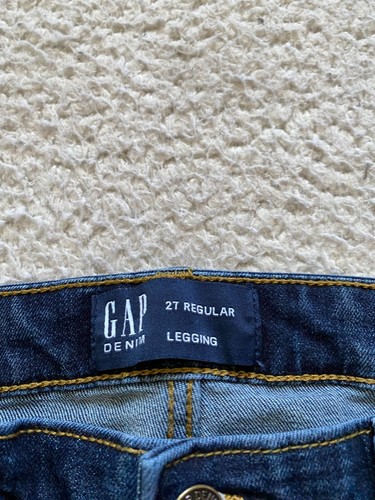 GAP
DENIM
2T REGULAR
LEGGING